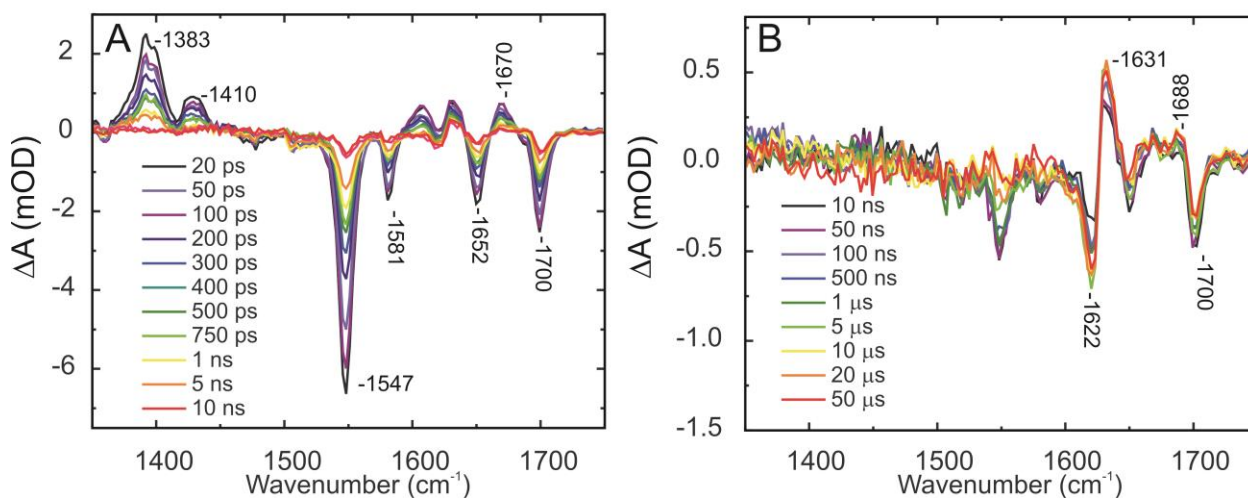 A
-1383
-1410
-1670
2
0
-2
-4
-6
ΔA (mOD)
20 ps
50 ps
100 ps
200 ps
300 ps
400 ps
500 ps
750 ps
1 ns
5 ns
10 ns
-1547
-1581
-1652
-1700
1400
1500
1600
1700
Wavenumber (cm⁻¹)
B
-1631
-1688
0.5
0.0
-0.5
-1.0
-1.5
ΔA (mOD)
10 ns
50 ns
100 ns
500 ns
1 μs
5 μs
10 μs
20 μs
50 μs
-1622
-1700
1400
1500
1600
1700
Wavenumber (cm⁻¹)